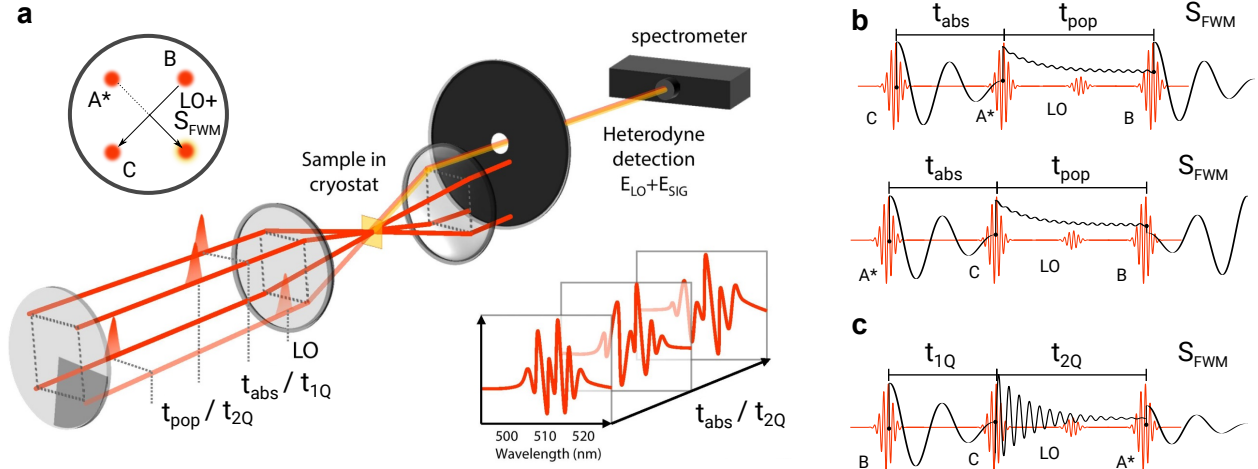 a
B
A*
LO+
S_FWM
C
spectrometer
Sample in
cryostat
Heterodyne
detection
E_LO+E_SIG
LO
t_abs / t_1Q
t_pop / t_2Q
500 510 520
Wavelength (nm)
t_abs / t_2Q
b
t_abs t_pop S_FWM
C A* LO B
t_abs t_pop S_FWM
A* C LO B
c
t_1Q t_2Q S_FWM
B C LO A*